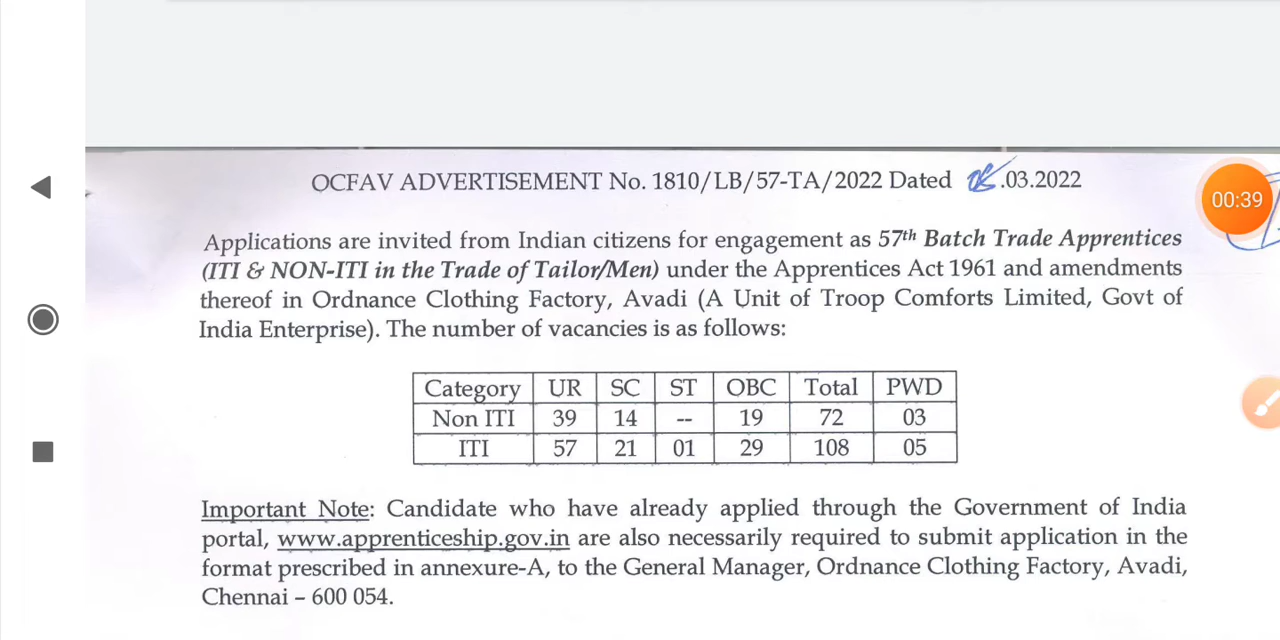 OCFAV ADVERTISEMENT No. 1810/LB/57-TA/2022 Dated .03.2022
00:39
Applications are invited from Indian citizens for engagement as 57th Batch Trade Apprentices
(ITI & NON-ITI in the Trade of Tailor/Men) under the Apprentices Act 1961 and amendments
thereof in Ordnance Clothing Factory, Avadi (A Unit of Troop Comforts Limited, Govt of
India Enterprise). The number of vacancies is as follows:
Category UR SC ST OBC Total PWD
Non ITI 39 14 -- 19 72 03
ITI 57 21 01 29 108 05
Important Note: Candidate who have already applied through the Government of India
portal, www.apprenticeship.gov.in are also necessarily required to submit application in the
format prescribed in annexure-A, to the General Manager, Ordnance Clothing Factory, Avadi,
Chennai – 600 054.